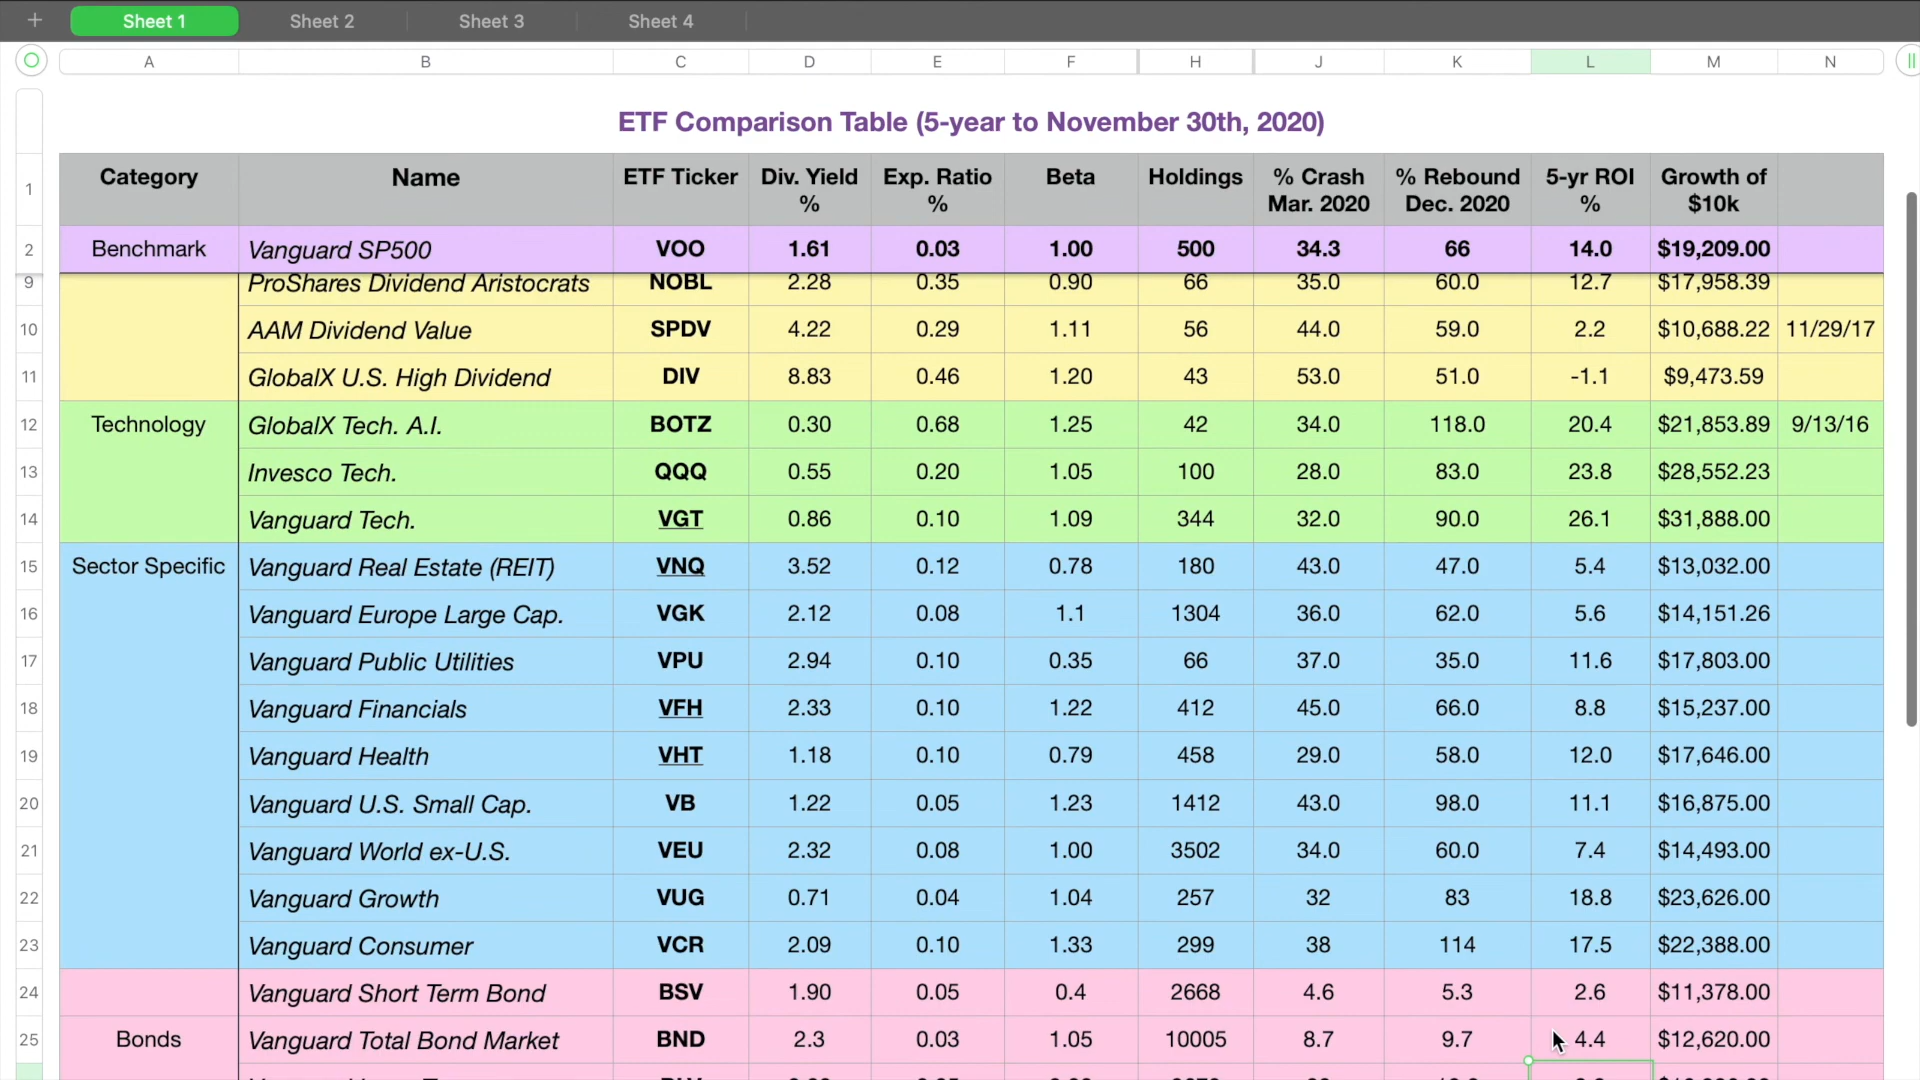 + Sheet 1 Sheet 2 Sheet 3 Sheet 4
A B C D E F H J K L M N
ETF Comparison Table (5-year to November 30th, 2020)
Category Name ETF Ticker Div. Yield % Exp. Ratio % Beta Holdings % Crash Mar. 2020 % Rebound Dec. 2020 5-yr ROI % Growth of $10k
1
2 Benchmark Vanguard SP500 VOO 1.61 0.03 1.00 500 34.3 66 14.0 $19,209.00
9 ProShares Dividend Aristocrats NOBL 2.28 0.35 0.90 66 35.0 60.0 12.7 $17,958.39
10 AAM Dividend Value SPDV 4.22 0.29 1.11 56 44.0 59.0 2.2 $10,688.22 11/29/17
11 GlobalX U.S. High Dividend DIV 8.83 0.46 1.20 43 53.0 51.0 -1.1 $9,473.59
12 Technology GlobalX Tech. A.I. BOTZ 0.30 0.68 1.25 42 34.0 118.0 20.4 $21,853.89 9/13/16
13 Invesco Tech. QQQ 0.55 0.20 1.05 100 28.0 83.0 23.8 $28,552.23
14 Vanguard Tech. VGT 0.86 0.10 1.09 344 32.0 90.0 26.1 $31,888.00
15 Sector Specific Vanguard Real Estate (REIT) VNQ 3.52 0.12 0.78 180 43.0 47.0 5.4 $13,032.00
16 Vanguard Europe Large Cap. VGK 2.12 0.08 1.1 1304 36.0 62.0 5.6 $14,151.26
17 Vanguard Public Utilities VPU 2.94 0.10 0.35 66 37.0 35.0 11.6 $17,803.00
18 Vanguard Financials VFH 2.33 0.10 1.22 412 45.0 66.0 8.8 $15,237.00
19 Vanguard Health VHT 1.18 0.10 0.79 458 29.0 58.0 12.0 $17,646.00
20 Vanguard U.S. Small Cap. VB 1.22 0.05 1.23 1412 43.0 98.0 11.1 $16,875.00
21 Vanguard World ex-U.S. VEU 2.32 0.08 1.00 3502 34.0 60.0 7.4 $14,493.00
22 Vanguard Growth VUG 0.71 0.04 1.04 257 32 83 18.8 $23,626.00
23 Vanguard Consumer VCR 2.09 0.10 1.33 299 38 114 17.5 $22,388.00
24 Vanguard Short Term Bond BSV 1.90 0.05 0.4 2668 4.6 5.3 2.6 $11,378.00
25 Bonds Vanguard Total Bond Market BND 2.3 0.03 1.05 10005 8.7 9.7 4.4 $12,620.00